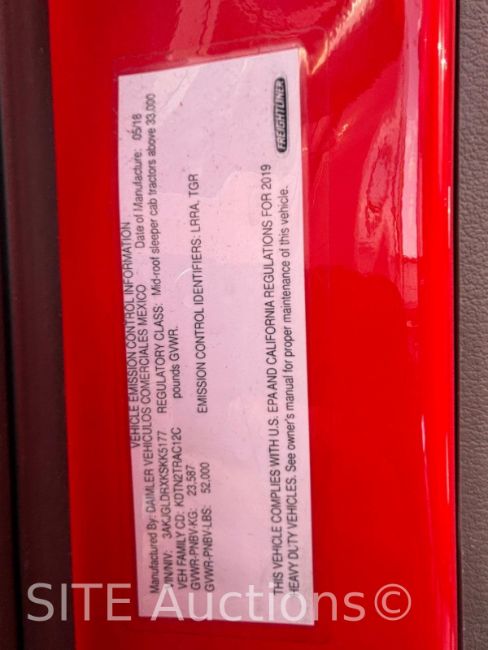 VEHICLE EMISSION CONTROL INFORMATION
Manufactured By: DAIMLER VEHICULOS COMERCIALES MEXICO Date of Manufacture: 05/18
VIN/NIV: 3AKJGLDRXKSKK5177 REGULATORY CLASS: Mid-roof sleeper cab tractors above 33,000
VEH FAMILY CD: KDTN2TRAC12C pounds GVWR.
GVWR-PNBV-KG: 23,587
GVWR-PNBV-LBS: 52,000 EMISSION CONTROL IDENTIFIERS: LRRA, TGR
THIS VEHICLE COMPLIES WITH U.S. EPA AND CALIFORNIA REGULATIONS FOR 2019
HEAVY DUTY VEHICLES. See owner's manual for proper maintenance of this vehicle.
FREIGHTLINER
SITE Auctions©